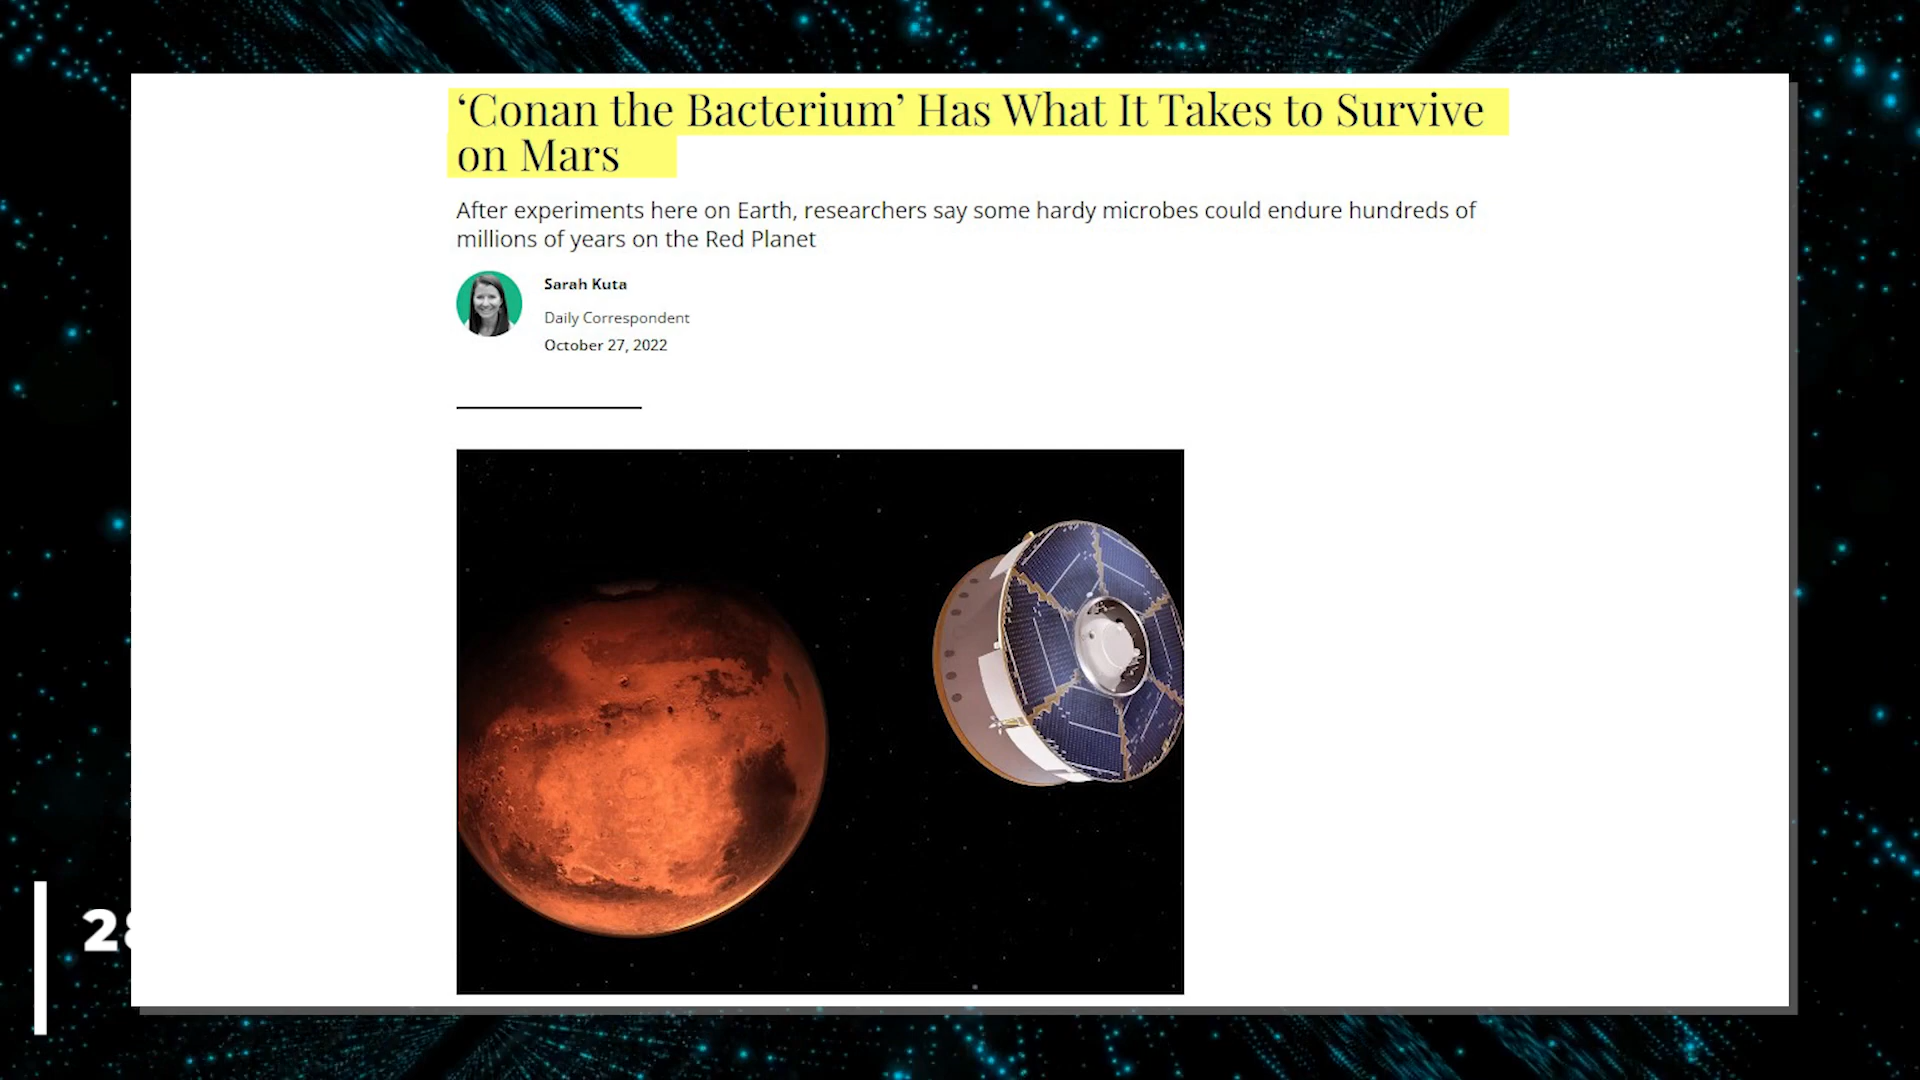 ‘Conan the Bacterium’ Has What It Takes to Survive
on Mars
After experiments here on Earth, researchers say some hardy microbes could endure hundreds of
millions of years on the Red Planet
Sarah Kuta
Daily Correspondent
October 27, 2022